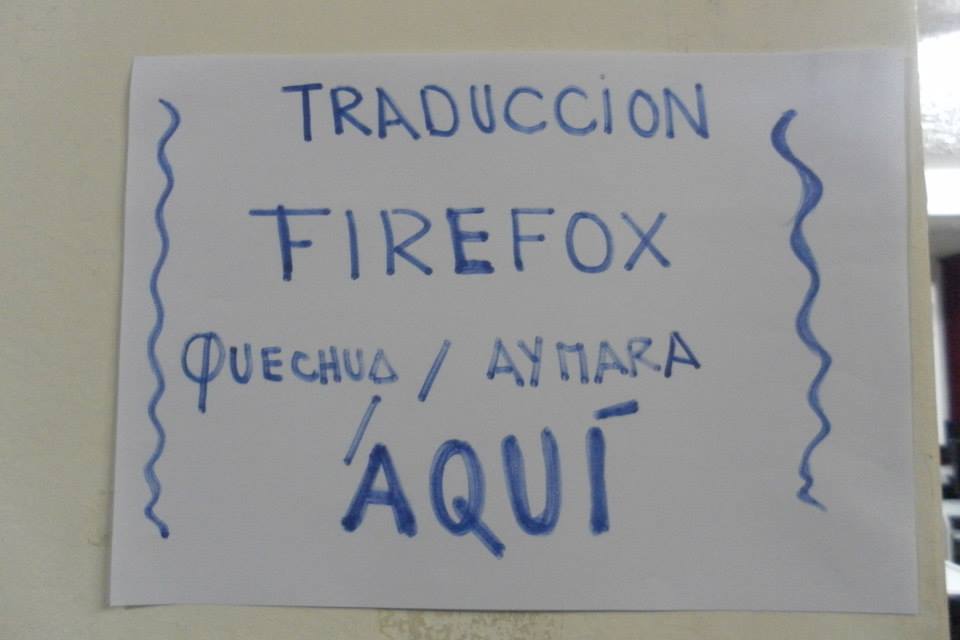 TRADUCCION
FIREFOX
QUECHUA / AYMARA
AQUÍ